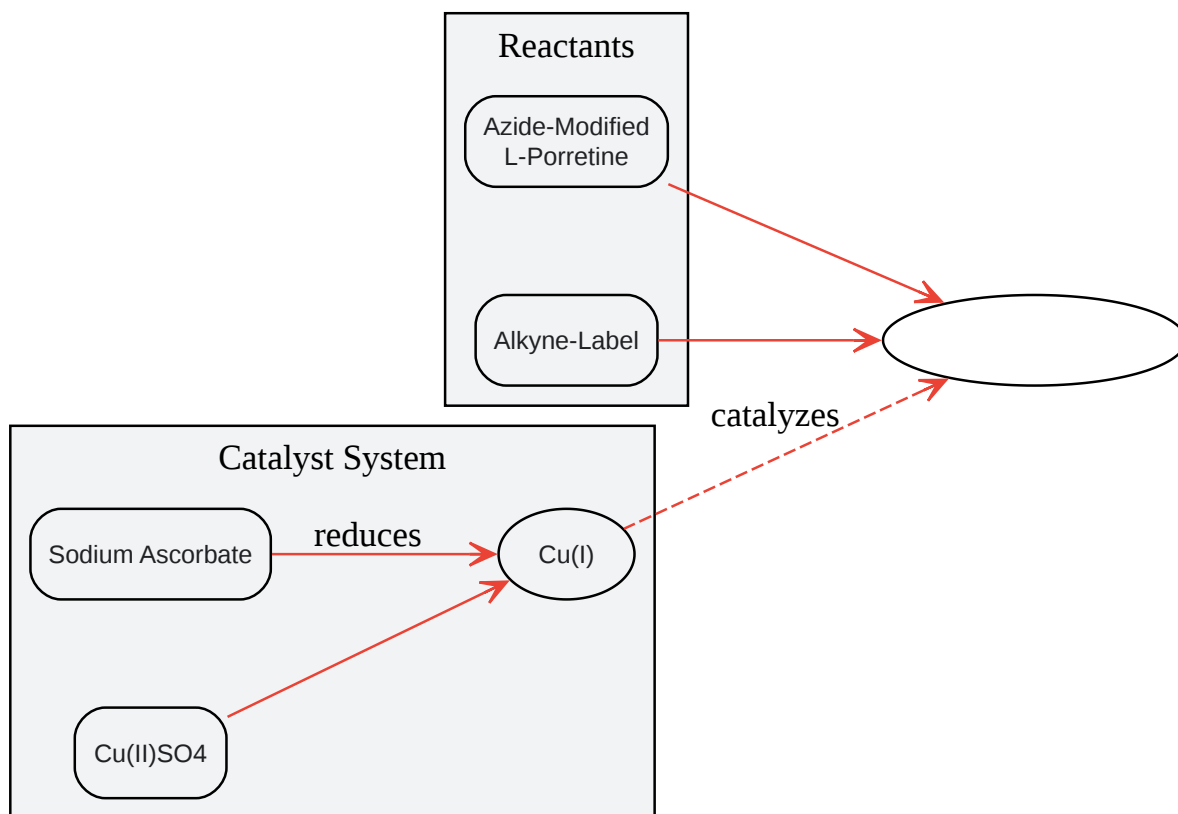 Reactants
Azide-Modified
L-Porretine
Alkyne-Label
catalyzes
Catalyst System
Sodium Ascorbate
reduces
Cu(I)
Cu(II)SO4